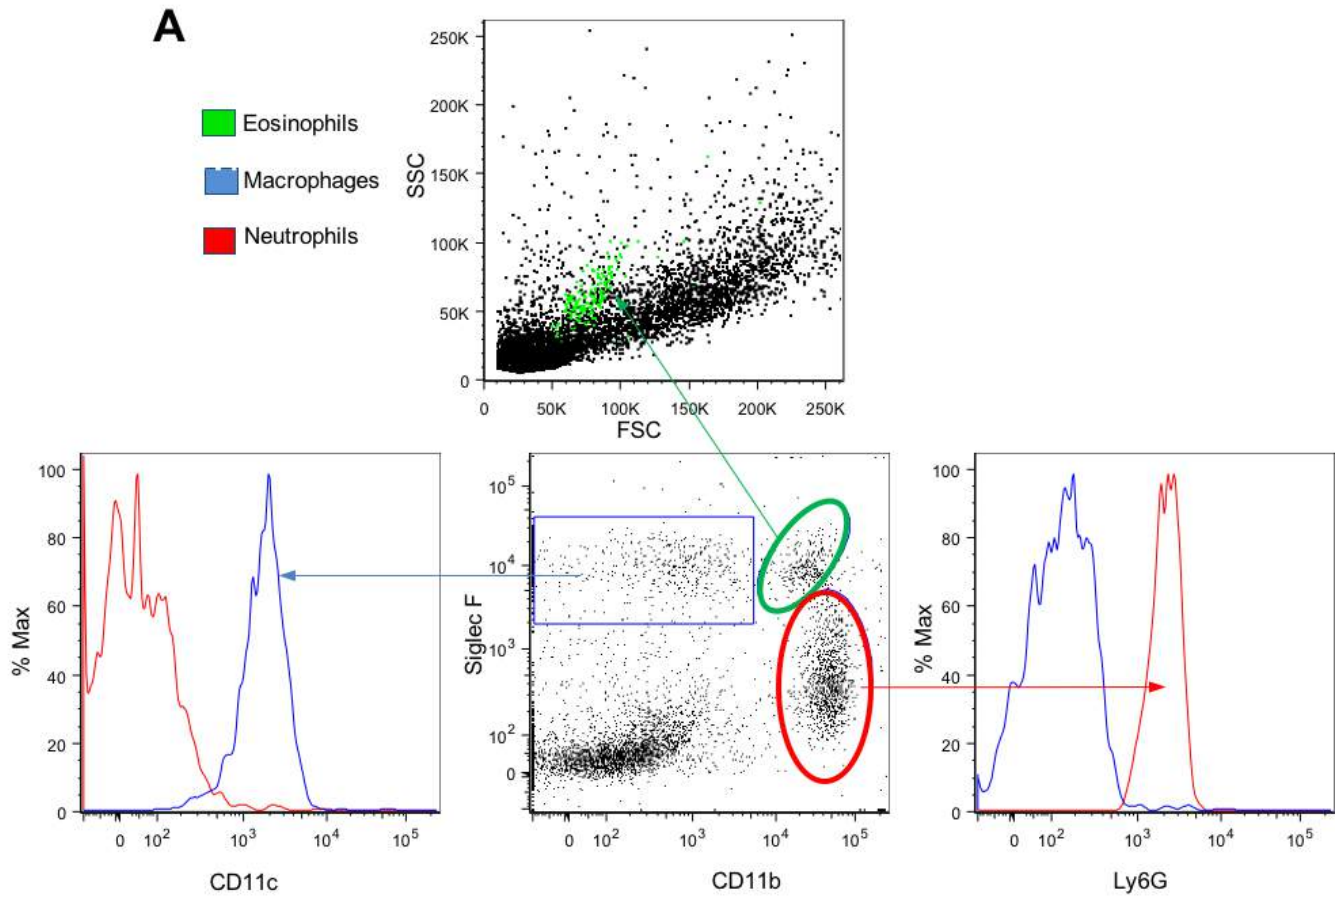 A
Eosinophils
Macrophages
Neutrophils
SSC
250K
200K
150K
100K
50K
0
0 50K 100K 150K 200K 250K
FSC
% Max
100
80
60
40
20
0
0 10² 10³ 10⁴ 10⁵
CD11c
Siglec F
10⁵
10⁴
10³
10²
0
0 10² 10³ 10⁴ 10⁵
CD11b
% Max
100
80
60
40
20
0
0 10² 10³ 10⁴ 10⁵
Ly6G